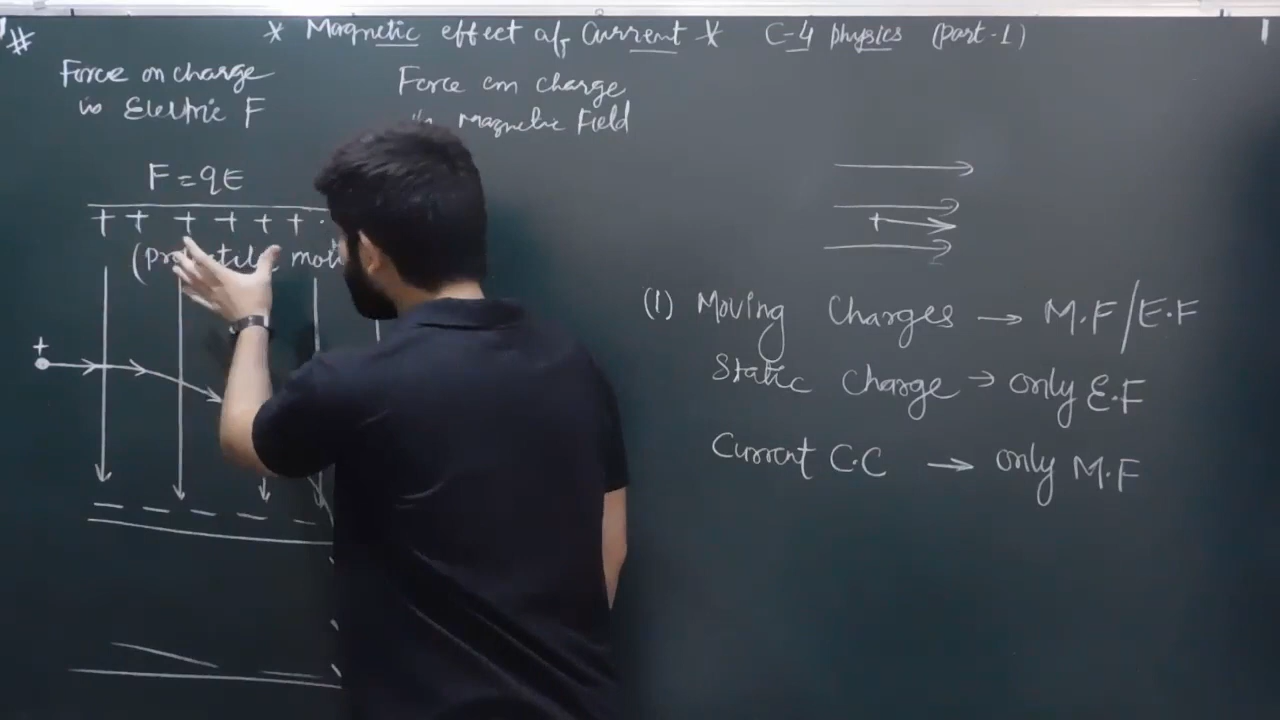 #
* Magnetic effect of Current * C-4 physics (part-1)
Force on charge
is Electric F
F = qE
+ + + + + +
+
- - - -
Force on charge
Magnetic Field
+
(1) Moving Charges → M.F/E.F
Static Charge → only E.F
Current C.C → only M.F